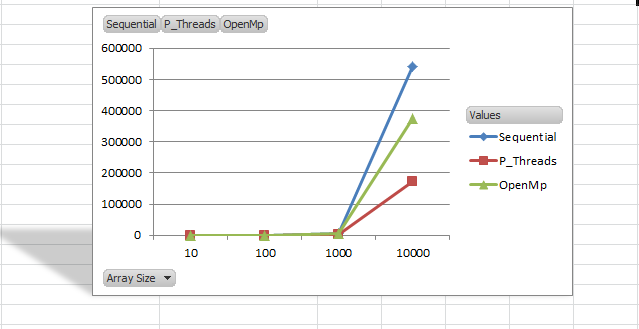 Sequential P_Threads OpenMp
600000
500000
400000
300000
200000
100000
0
10 100 1000 10000
Values
Sequential
P_Threads
OpenMp
Array Size